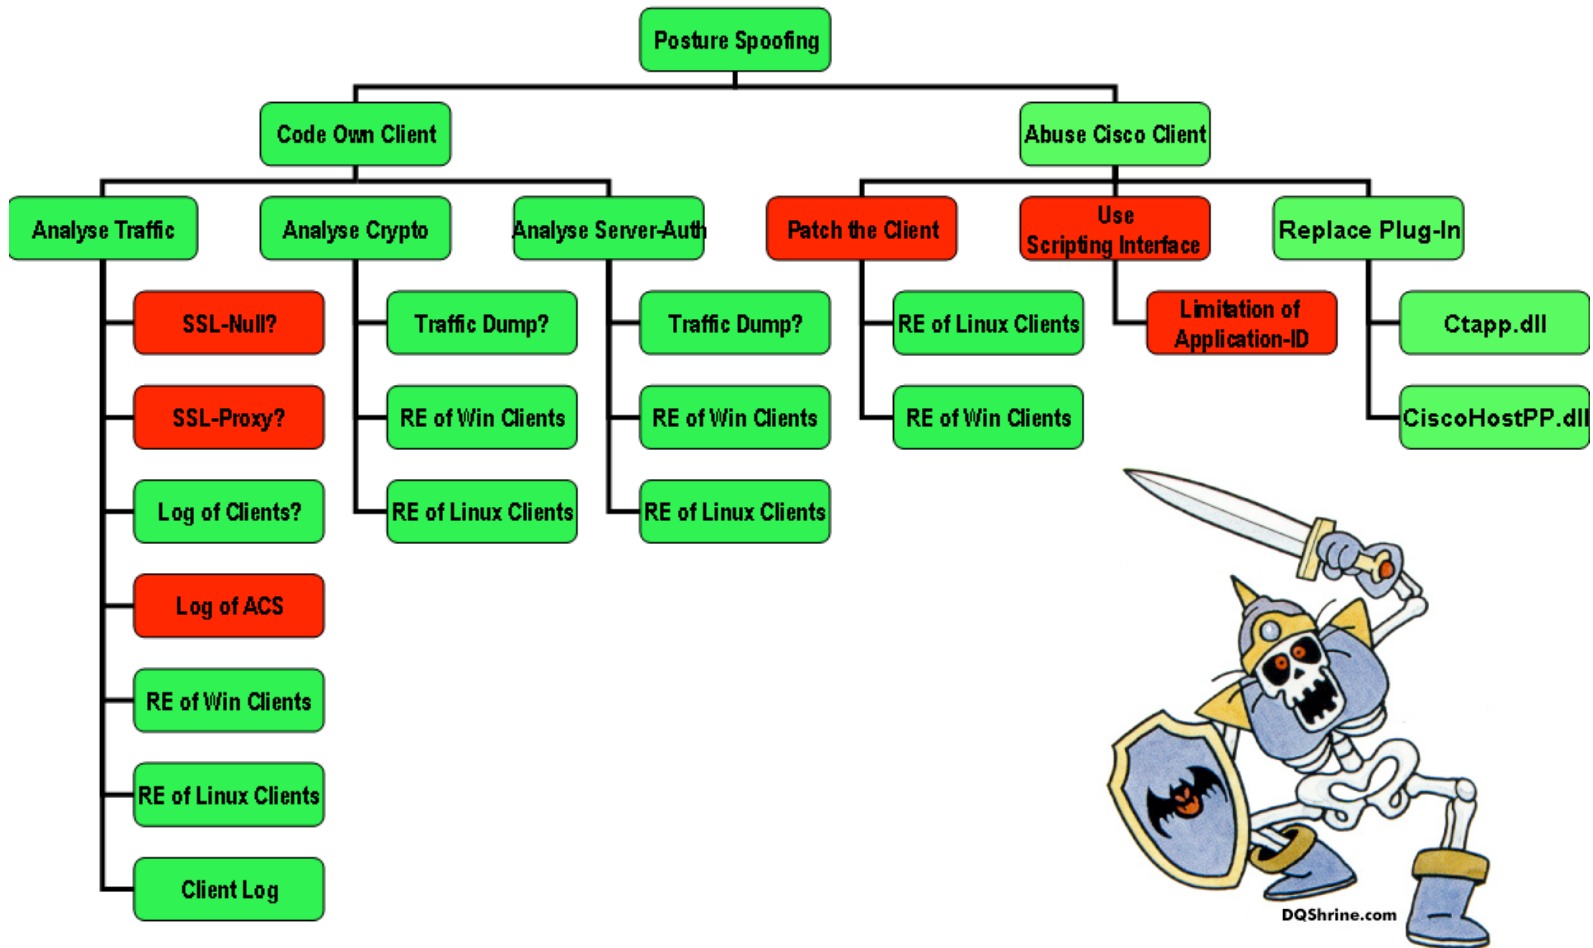 Posture Spoofing
Code Own Client
Abuse Cisco Client
Analyse Traffic
Analyse Crypto
Analyse Server-Auth
Patch the Client
Use
Scripting Interface
Replace Plug-In
SSL-Null?
Traffic Dump?
Traffic Dump?
RE of Linux Clients
Limitation of
Application-ID
Ctapp.dll
SSL-Proxy?
RE of Win Clients
RE of Win Clients
RE of Win Clients
CiscoHostPP.dll
Log of Clients?
RE of Linux Clients
RE of Linux Clients
Log of ACS
RE of Win Clients
RE of Linux Clients
Client Log
DQShrine.com